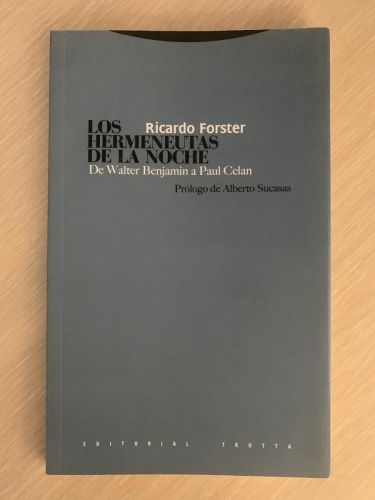 Ricardo Forster
LOS
HERMENEUTAS
DE LA NOCHE
De Walter Benjamin a Paul Celan
Prólogo de Alberto Sucasas
EDITORIAL TROTTA